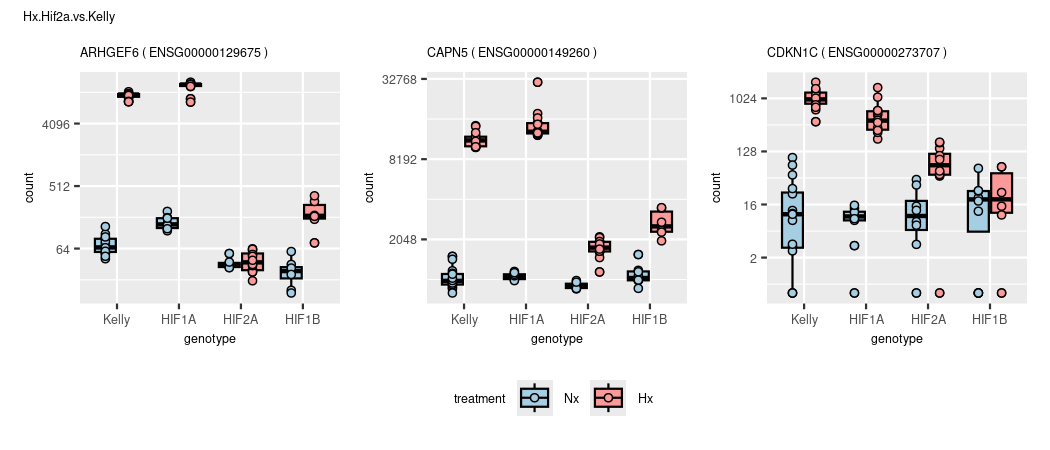 Hx.Hif2a.vs.Kelly
ARHGEF6 ( ENSG00000129675 )
count
4096
512
64
Kelly HIF1A HIF2A HIF1B
genotype
CAPN5 ( ENSG00000149260 )
count
32768
8192
2048
Kelly HIF1A HIF2A HIF1B
genotype
CDKN1C ( ENSG00000273707 )
count
1024
128
16
2
Kelly HIF1A HIF2A HIF1B
genotype
treatment Nx Hx